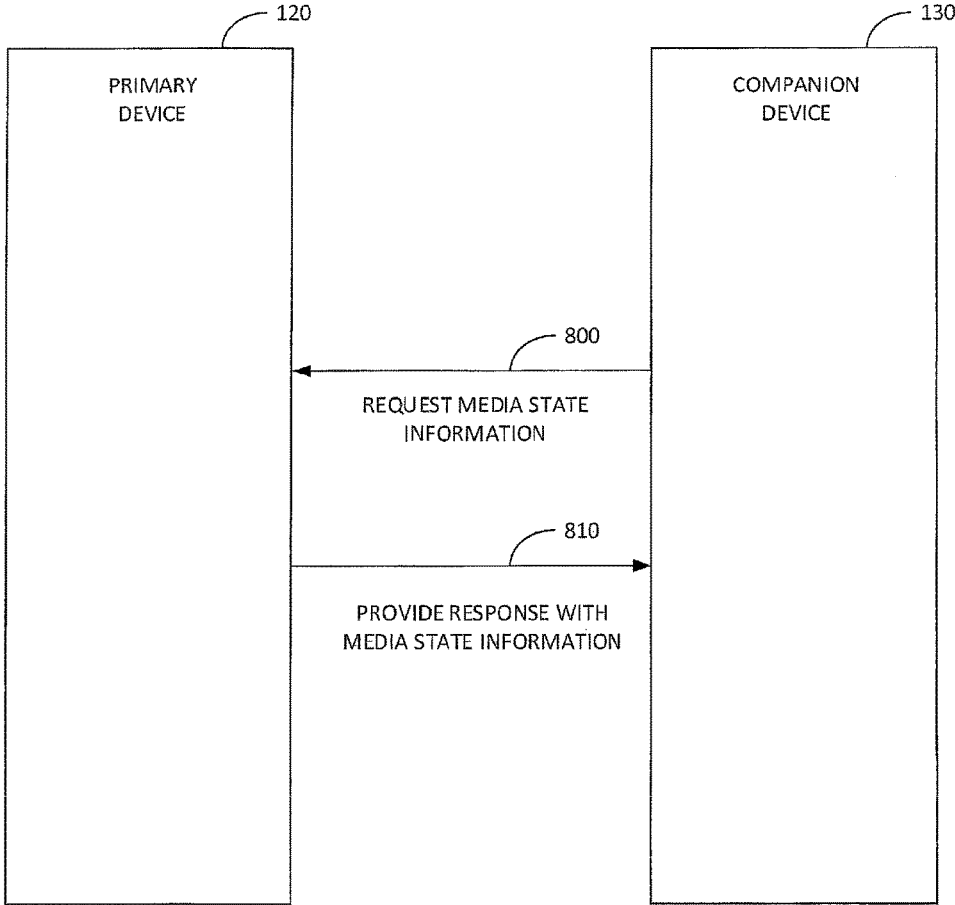 120
130
PRIMARY
DEVICE
COMPANION
DEVICE
800
REQUEST MEDIA STATE
INFORMATION
810
PROVIDE RESPONSE WITH
MEDIA STATE INFORMATION